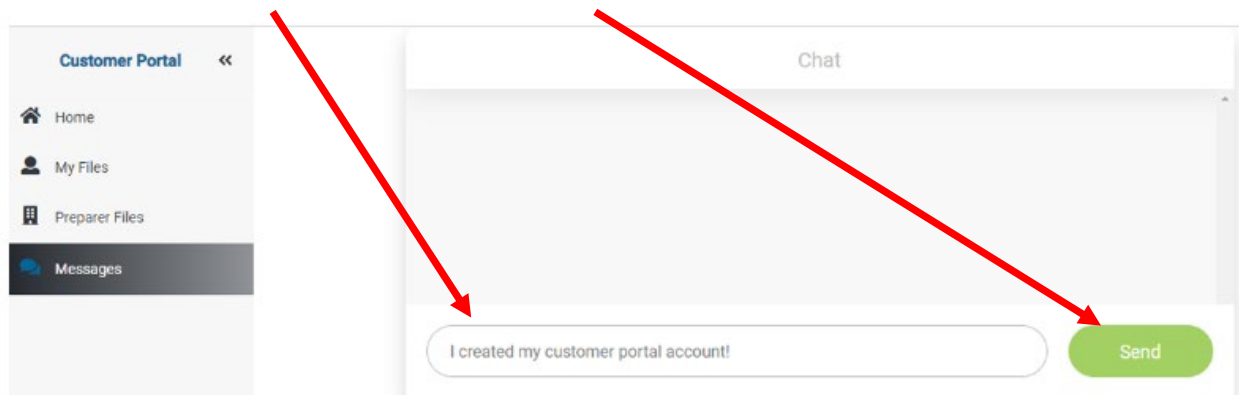 Customer Portal «
Chat
Home
My Files
Preparer Files
Messages
I created my customer portal account!
Send